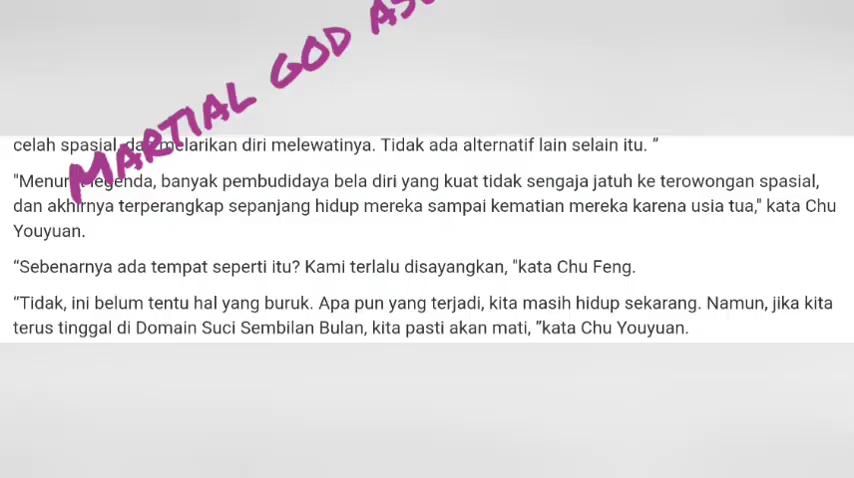 MARTIAL GOD
celah spasial, dan melarikan diri melewatinya. Tidak ada alternatif lain selain itu. ”
"Menurut legenda, banyak pembudidaya bela diri yang kuat tidak sengaja jatuh ke terowongan spasial,
dan akhirnya terperangkap sepanjang hidup mereka sampai kematian mereka karena usia tua," kata Chu
Youyuan.
“Sebenarnya ada tempat seperti itu? Kami terlalu disayangkan, "kata Chu Feng.
“Tidak, ini belum tentu hal yang buruk. Apa pun yang terjadi, kita masih hidup sekarang. Namun, jika kita
terus tinggal di Domain Suci Sembilan Bulan, kita pasti akan mati, ”kata Chu Youyuan.